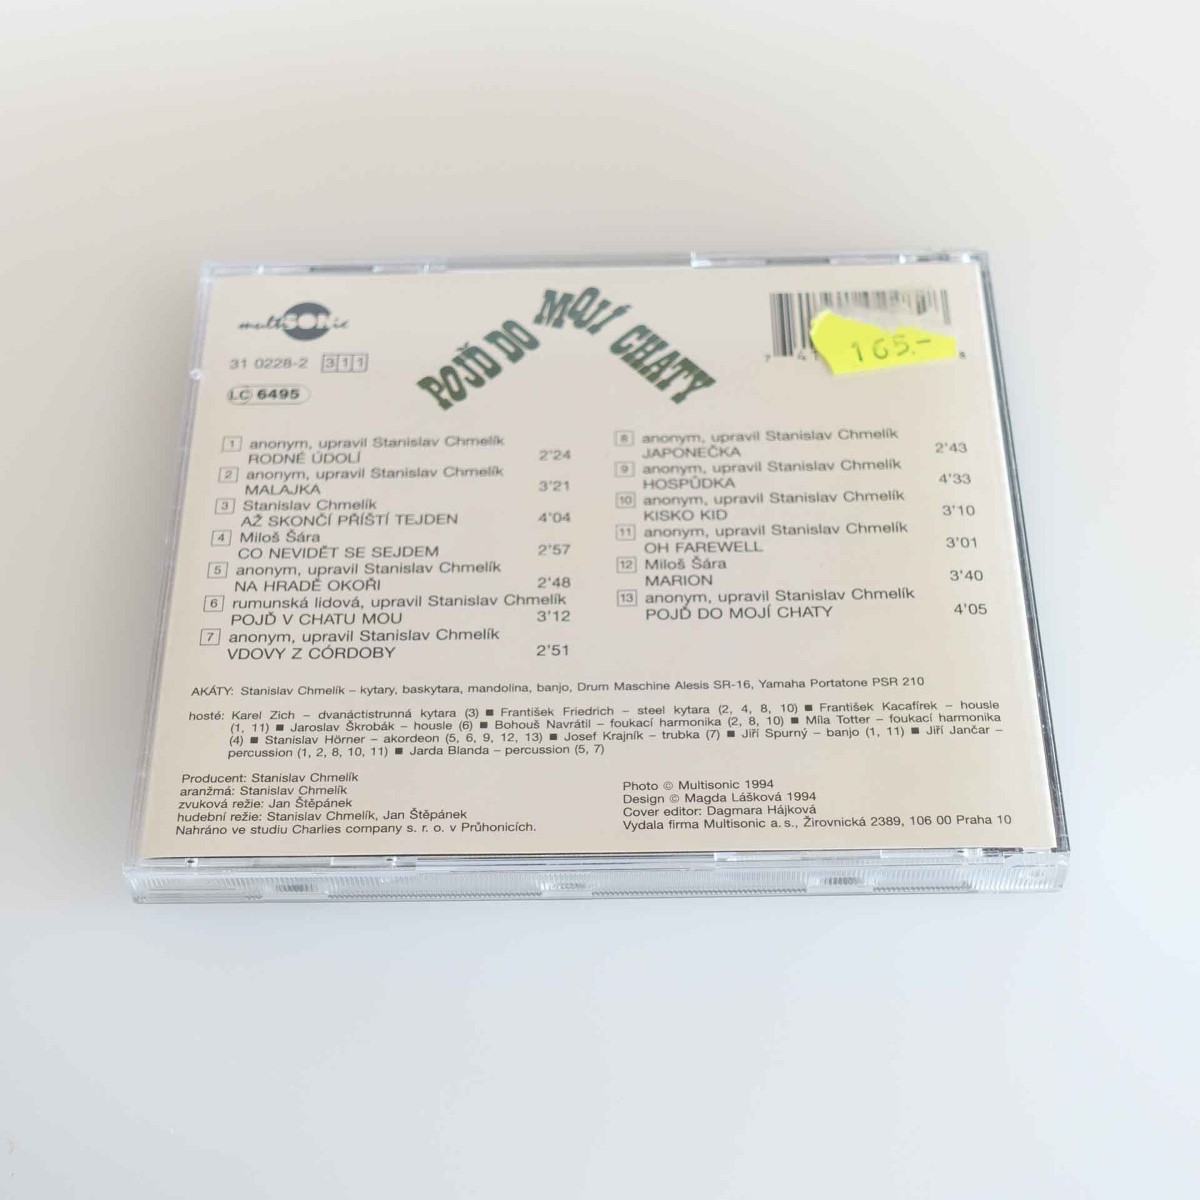 multiSONic
POJĎ DO MOJÍ CHATY
31 0228-2 311
LC 6495
7 4 8
165.-
1 anonym, upravil Stanislav Chmelík
RODNÉ ÚDOLÍ 2'24
2 anonym, upravil Stanislav Chmelík
MALAJKA 3'21
3 Stanislav Chmelík
AŽ SKONČÍ PŘÍŠTÍ TEJDEN 4'04
4 Miloš Šára
CO NEVIDĚT SE SEJDEM 2'57
5 anonym, upravil Stanislav Chmelík
NA HRADĚ OKOŘI 2'48
6 rumunská lidová, upravil Stanislav Chmelík
POJĎ V CHATU MOU 3'12
7 anonym, upravil Stanislav Chmelík
VDOVY Z CÓRDOBY 2'51
8 anonym, upravil Stanislav Chmelík
JAPONEČKA 2'43
9 anonym, upravil Stanislav Chmelík
HOSPŮDKA 4'33
10 anonym, upravil Stanislav Chmelík
KISKO KID 3'10
11 anonym, upravil Stanislav Chmelík
OH FAREWELL 3'01
12 Miloš Šára
MARION 3'40
13 anonym, upravil Stanislav Chmelík
POJĎ DO MOJÍ CHATY 4'05
AKÁTY: Stanislav Chmelík – kytary, baskytara, mandolina, banjo, Drum Maschine Alesis SR-16, Yamaha Portatone PSR 210
hosté: Karel Zich – dvanáctistrunná kytara (3) ■ František Friedrich – steel kytara (2, 4, 8, 10) ■ František Kacafírek – housle
(1, 11) ■ Jaroslav Škrobák – housle (6) ■ Bohouš Navrátil – foukací harmonika (2, 8, 10) ■ Míla Totter – foukací harmonika
(4) ■ Stanislav Hörner – akordeon (5, 6, 9, 12, 13) ■ Josef Krajník – trubka (7) ■ Jiří Spurný – banjo (1, 11) ■ Jiří Jančar –
percussion (1, 2, 8, 10, 11) ■ Jarda Blanda – percussion (5, 7)
Producent: Stanislav Chmelík
aranžmá: Stanislav Chmelík
zvuková režie: Jan Štěpánek
hudební režie: Stanislav Chmelík, Jan Štěpánek
Nahráno ve studiu Charlies company s. r. o. v Průhonicích.
Photo © Multisonic 1994
Design © Magda Lášková 1994
Cover editor: Dagmara Hájková
Vydala firma Multisonic a. s., Žirovnická 2389, 106 00 Praha 10